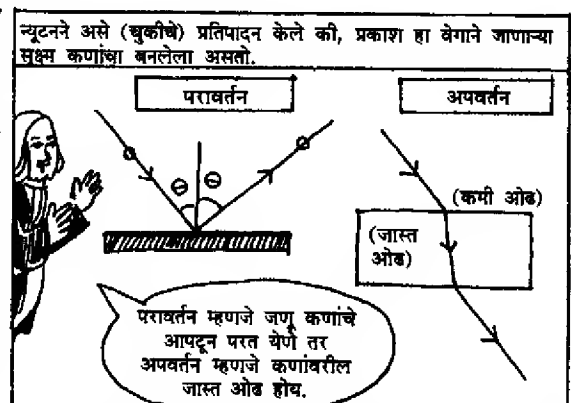 न्यूटनने असे (चुकीचे) प्रतिपादन केले की, प्रकाश हा वेगाने जाणाऱ्या
सूक्ष्म कणांचा बनलेला असतो.
परावर्तन
अपवर्तन
θ θ
(कमी ओढ)
(जास्त
ओढ)
परावर्तन म्हणजे जणू कणांचे
आपटून परत येणे तर
अपवर्तन म्हणजे कणांवरील
जास्त ओढ होय.